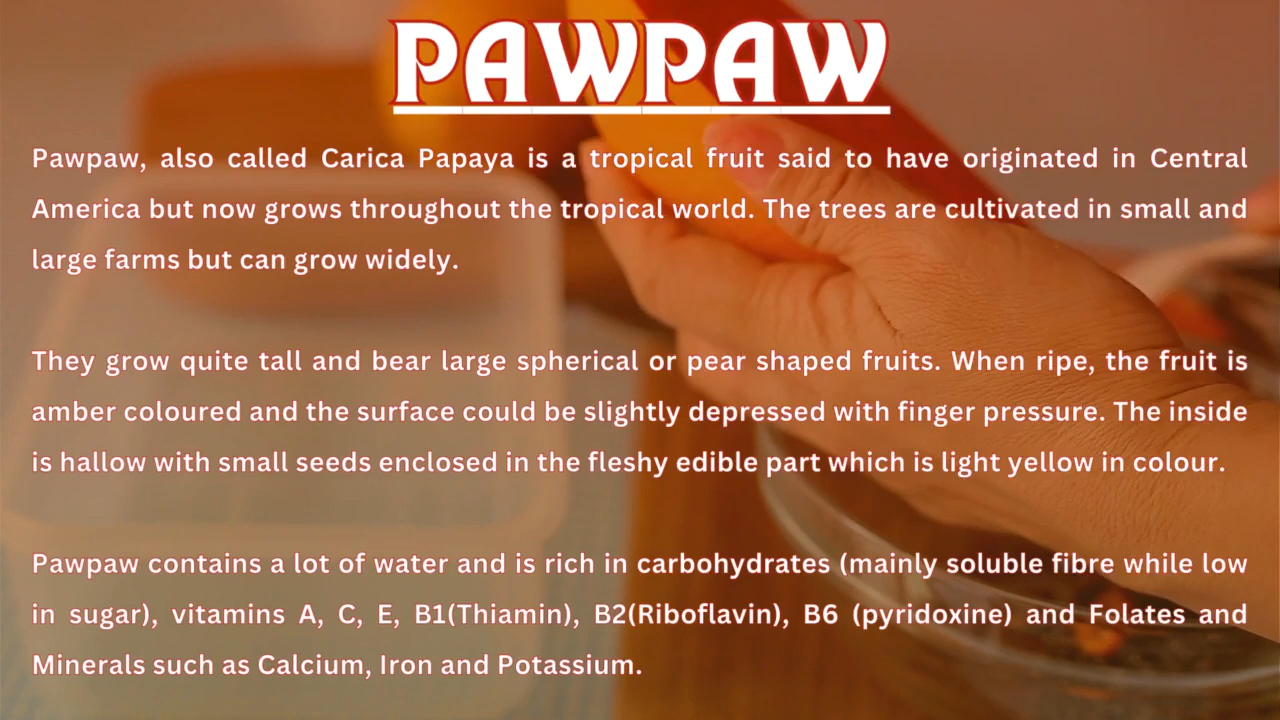 PAWPAW
Pawpaw, also called Carica Papaya is a tropical fruit said to have originated in Central
America but now grows throughout the tropical world. The trees are cultivated in small and
large farms but can grow widely.
They grow quite tall and bear large spherical or pear shaped fruits. When ripe, the fruit is
amber coloured and the surface could be slightly depressed with finger pressure. The inside
is hallow with small seeds enclosed in the fleshy edible part which is light yellow in colour.
Pawpaw contains a lot of water and is rich in carbohydrates (mainly soluble fibre while low
in sugar), vitamins A, C, E, B1(Thiamin), B2(Riboflavin), B6 (pyridoxine) and Folates and
Minerals such as Calcium, Iron and Potassium.